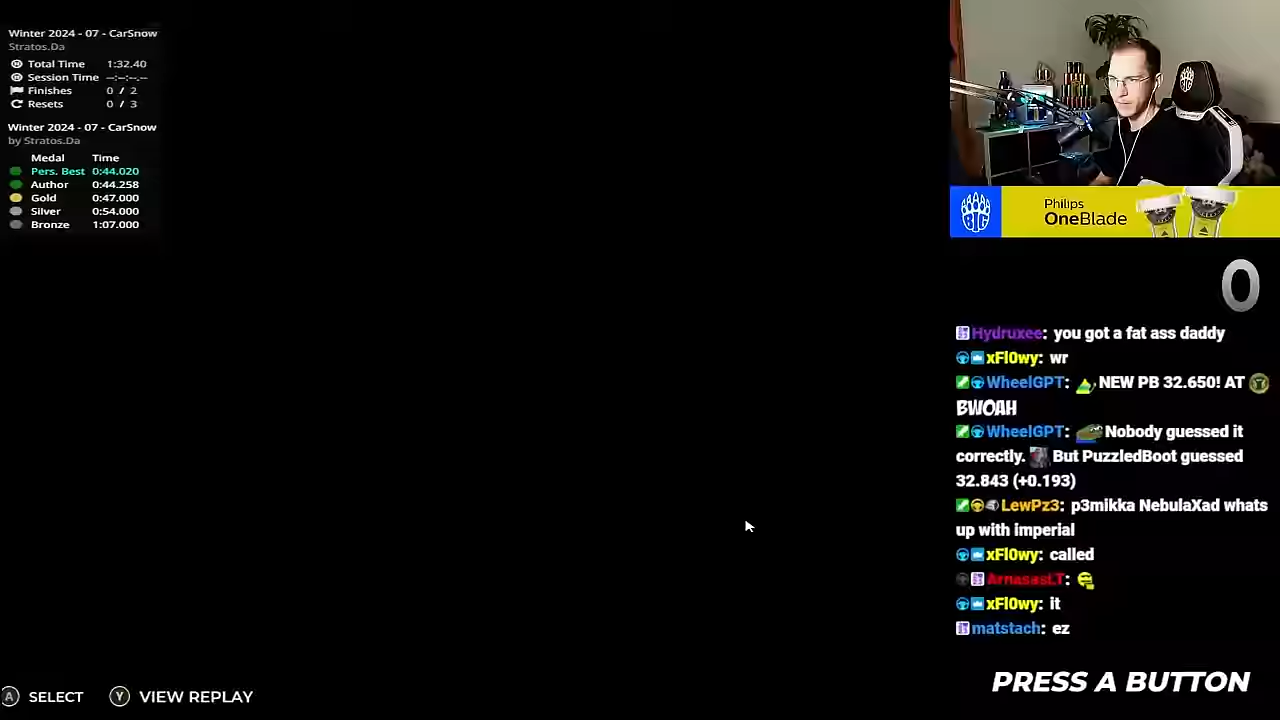 Winter 2024 - 07 - CarSnow
Stratos.Da
Total Time 1:32.40
Session Time --:--:--.--
Finishes 0 / 2
Resets 0 / 3
Winter 2024 - 07 - CarSnow
by Stratos.Da
Medal Time
Pers. Best 0:44.020
Author 0:44.258
Gold 0:47.000
Silver 0:54.000
Bronze 1:07.000
BIG
Philips
OneBlade
0
Hydruxee: you got a fat ass daddy
xFl0wy: wr
WheelGPT: NEW PB 32.650! AT
BWOAH
WheelGPT: Nobody guessed it
correctly. But PuzzledBoot guessed
32.843 (+0.193)
LewPz3: p3mikka NebulaXad whats
up with imperial
xFl0wy: called
ArnasasLT:
xFl0wy: it
matstach: ez
A SELECT Y VIEW REPLAY
PRESS A BUTTON